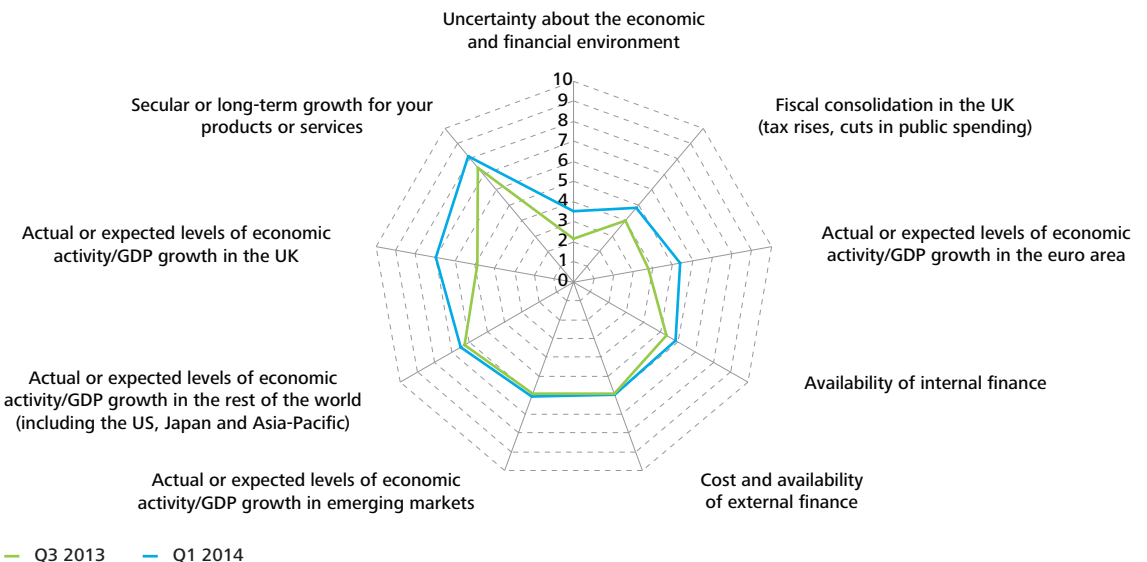 Uncertainty about the economic
and financial environment
Fiscal consolidation in the UK
(tax rises, cuts in public spending)
Actual or expected levels of economic
activity/GDP growth in the euro area
Availability of internal finance
Cost and availability
of external finance
Actual or expected levels of economic
activity/GDP growth in emerging markets
Actual or expected levels of economic
activity/GDP growth in the rest of the world
(including the US, Japan and Asia-Pacific)
Actual or expected levels of economic
activity/GDP growth in the UK
Secular or long-term growth for your
products or services
10
9
8
7
6
5
4
3
2
1
0
Q3 2013
Q1 2014